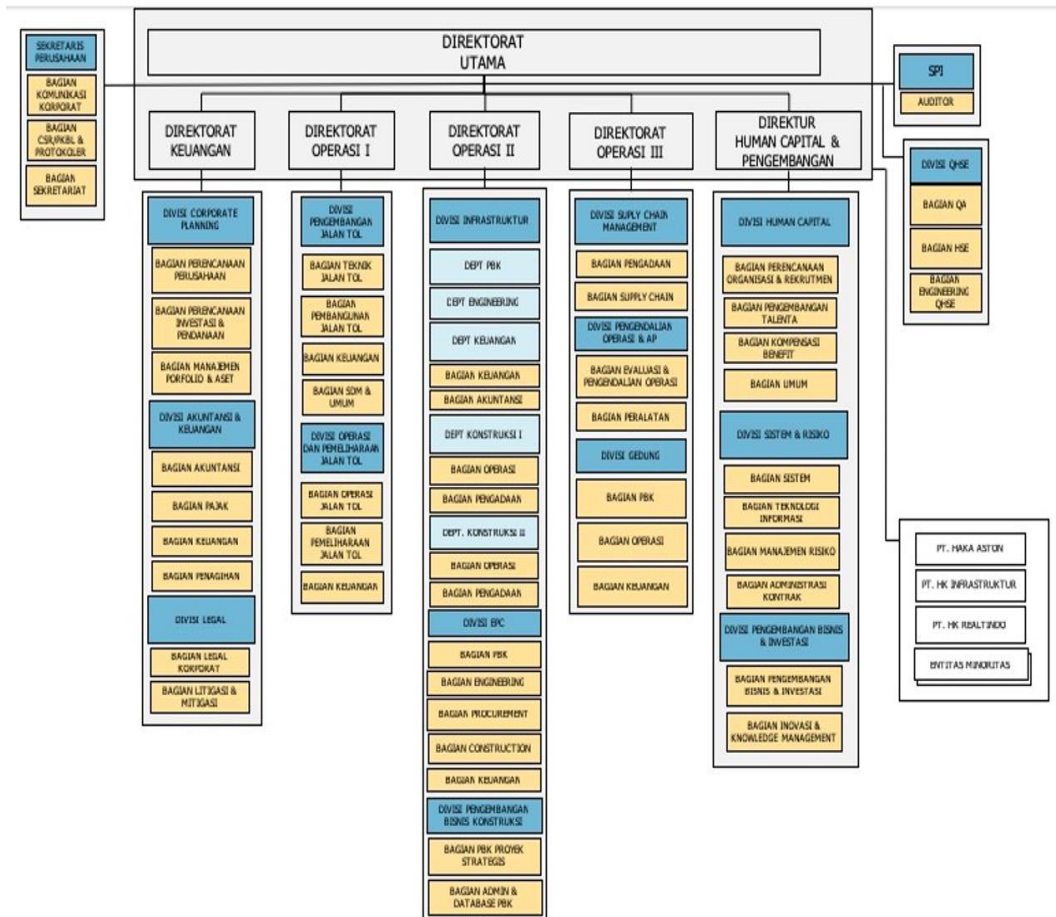 DIREKTORAT
UTAMA
SEKRETARIS
PERUSAHAAN
BAGIAN
KOMUNIKASI
KORPORAT
BAGIAN
CSR/PKBL &
PROTOKOLER
BAGIAN
SEKRETARIAT
SPI
AUDITOR
DIVISI QHSE
BAGIAN QA
BAGIAN HSE
BAGIAN
ENGINEERING
QHSE
DIREKTORAT
KEUANGAN
DIREKTORAT
OPERASI I
DIREKTORAT
OPERASI II
DIREKTORAT
OPERASI III
DIREKTUR
HUMAN CAPITAL &
PENGEMBANGAN
DIVISI CORPORATE
PLANNING
BAGIAN PERENCANAAN
PERUSAHAAN
BAGIAN PERENCANAAN
INVESTASI &
PENDANAAN
BAGIAN MANAJEMEN
PORFOLIO & ASET
DIVISI AKUNTANSI &
KEUANGAN
BAGIAN AKUNTANSI
BAGIAN PAJAK
BAGIAN KEUANGAN
BAGIAN PENAGIHAN
DIVISI LEGAL
BAGIAN LEGAL
KORPORAT
BAGIAN LITIGASI &
MITIGASI
DIVISI
PENGEMBANGAN
JALAN TOL
BAGIAN TEKNIK
JALAN TOL
BAGIAN
PEMBANGUNAN
JALAN TOL
BAGIAN KEUANGAN
BAGIAN SDM &
UMUM
DIVISI OPERASI
DAN PEMELIHARAAN
JALAN TOL
BAGIAN OPERASI
JALAN TOL
BAGIAN
PEMELIHARAAN
JALAN TOL
BAGIAN KEUANGAN
DIVISI INFRASTRUKTUR
DEPT PBK
DEPT ENGINEERING
DEPT KEUANGAN
BAGIAN KEUANGAN
BAGIAN AKUNTANSI
DEPT KONSTRUKSI I
BAGIAN OPERASI
BAGIAN PENGADAAN
DEPT. KONSTRUKSI II
BAGIAN OPERASI
BAGIAN PENGADAAN
DIVISI EPC
BAGIAN PBK
BAGIAN ENGINEERING
BAGIAN PROCUREMENT
BAGIAN CONSTRUCTION
BAGIAN KEUANGAN
DIVISI PENGEMBANGAN
BISNIS KONSTRUKSI
BAGIAN PBK PROYEK
STRATEGIS
BAGIAN ADMIN &
DATABASE PBK
DIVISI SUPLY CHAIN
MANAGEMENT
BAGIAN PENGADAAN
BAGIAN SUPPLY CHAIN
DIVISI PENGENDALIAN
OPERASI & AP
BAGIAN EVALUASI &
PENGENDALIAN OPERASI
BAGIAN PERALATAN
DIVISI GEDUNG
BAGIAN PBK
BAGIAN OPERASI
BAGIAN KEUANGAN
DIVISI HUMAN CAPITAL
BAGIAN PERENCANAAN
ORGANISASI & REKRUTMEN
BAGIAN PENGEMBANGAN
TALENTA
BAGIAN KOMPENSASI
BENEFIT
BAGIAN UMUM
DIVISI SISTEM & RISIKO
BAGIAN SISTEM
BAGIAN TEKNOLOGI
INFORMASI
BAGIAN MANAJEMEN RISIKO
BAGIAN ADMINISTRASI
KONTRAK
DIVISI PENGEMBANGAN BISNIS
& INVESTASI
BAGIAN PENGEMBANGAN
BISNIS & INVESTASI
BAGIAN INOVASI &
KNOWLEDGE MANAGEMENT
PT. HAKA ASTON
PT. HK INFRASTRUKTUR
PT. HK REALTINDO
ENTITAS MINORITAS